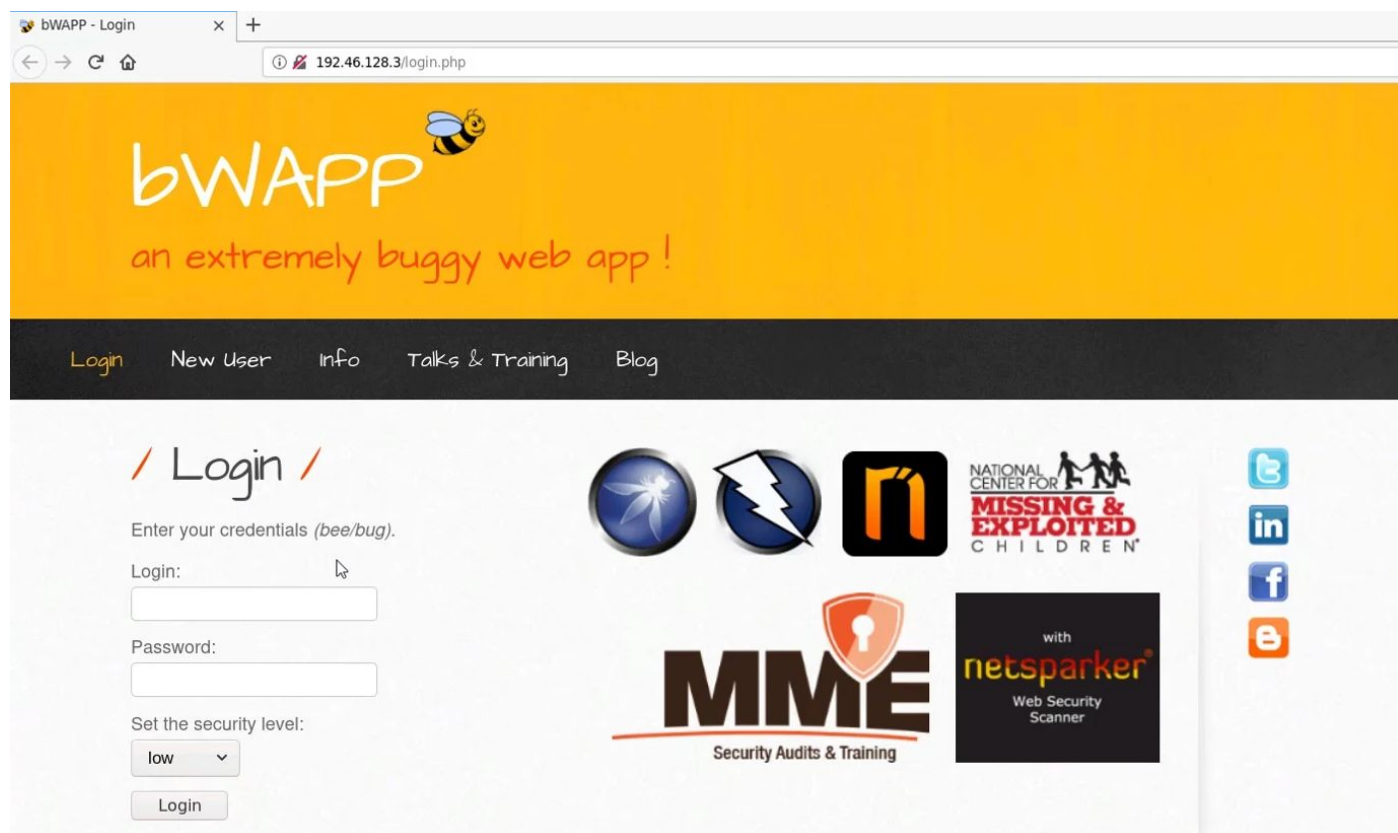 bWAPP - Login
192.46.128.3/login.php
bWAPP
an extremely buggy web app !
Login New User Info Talks & Training Blog
/ Login /
Enter your credentials (bee/bug).
Login:
Password:
Set the security level:
low
Login
NATIONAL
CENTER FOR
MISSING &
EXPLOITED
CHILDREN
MME
Security Audits & Training
with
netsparker
Web Security
Scanner
in
f